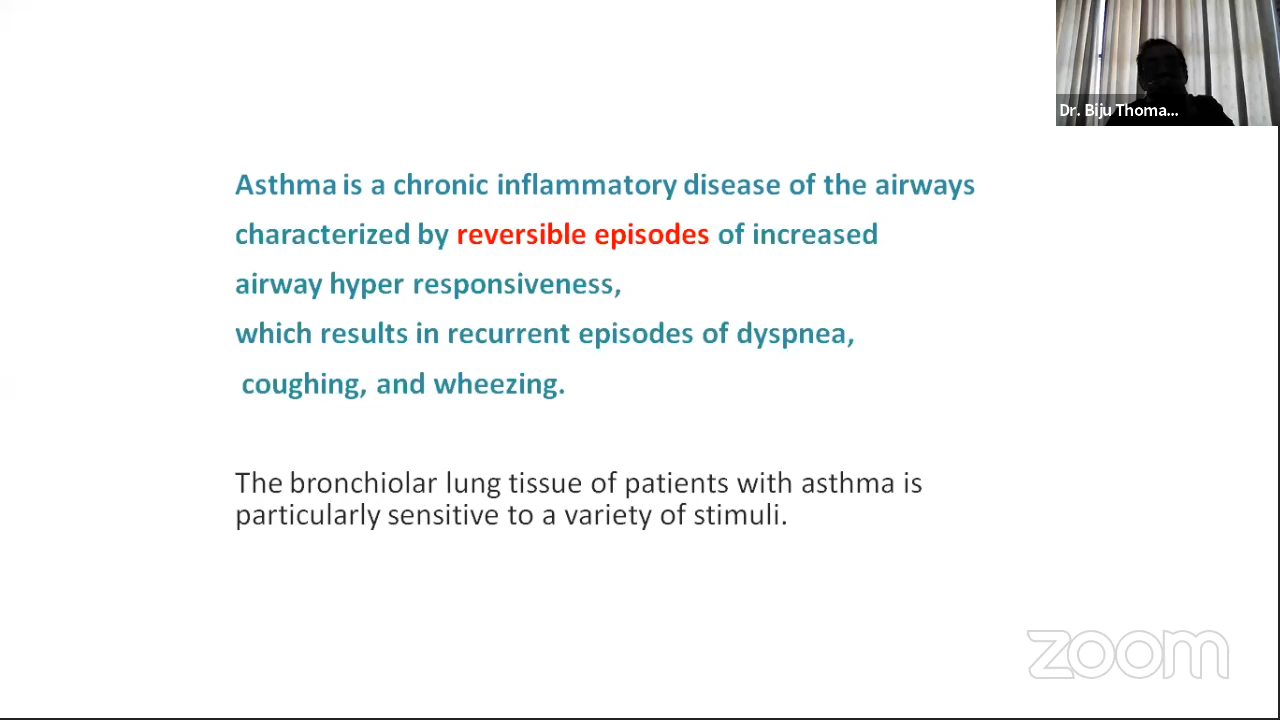 Dr. Biju Thoma...
Asthma is a chronic inflammatory disease of the airways
characterized by reversible episodes of increased
airway hyper responsiveness,
which results in recurrent episodes of dyspnea,
coughing, and wheezing.
The bronchiolar lung tissue of patients with asthma is
particularly sensitive to a variety of stimuli.
zoom